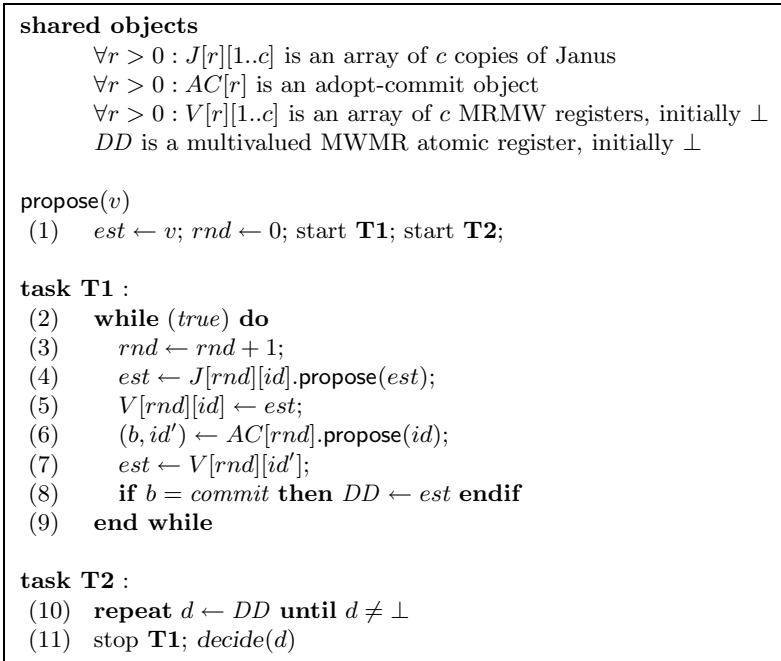 shared objects
∀r > 0 : J[r][1..c] is an array of c copies of Janus
∀r > 0 : AC[r] is an adopt-commit object
∀r > 0 : V[r][1..c] is an array of c MRMW registers, initially ⊥
DD is a multivalued MWMR atomic register, initially ⊥
propose(v)
(1) est ← v; rnd ← 0; start T1; start T2;
task T1 :
(2) while (true) do
(3) rnd ← rnd + 1;
(4) est ← J[rnd][id].propose(est);
(5) V[rnd][id] ← est;
(6) (b, id′) ← AC[rnd].propose(id);
(7) est ← V[rnd][id′];
(8) if b = commit then DD ← est endif
(9) end while
task T2 :
(10) repeat d ← DD until d ≠ ⊥
(11) stop T1; decide(d)